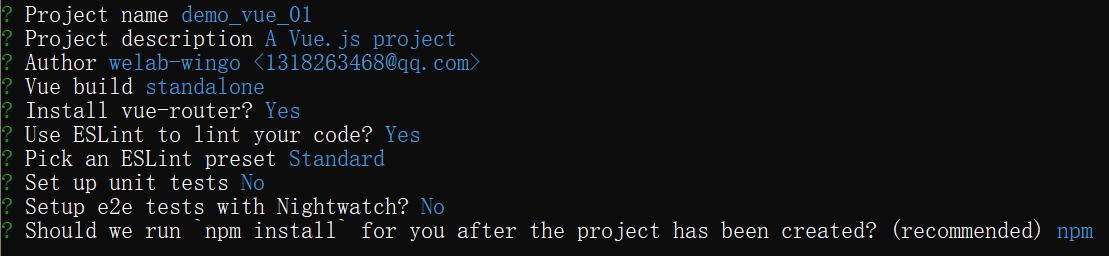 ? Project name demo_vue_01
? Project description A Vue.js project
? Author welab-wingo <1318263468@qq.com>
? Vue build standalone
? Install vue-router? Yes
? Use ESLint to lint your code? Yes
? Pick an ESLint preset Standard
? Set up unit tests No
? Setup e2e tests with Nightwatch? No
? Should we run `npm install` for you after the project has been created? (recommended) npm